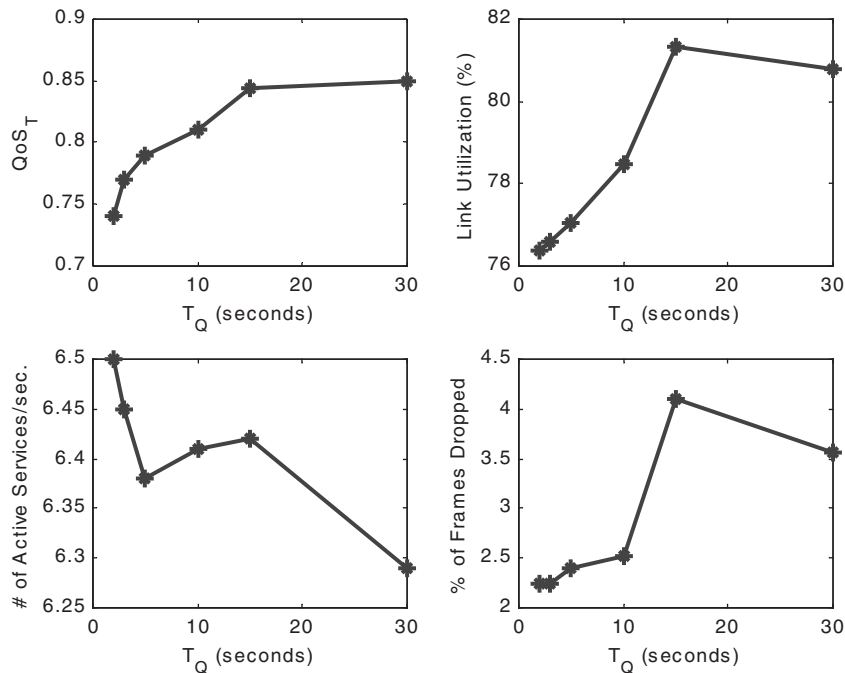 0.9
0.85
0.8
0.75
0.7
QoS_T
0 10 20 30
T_Q (seconds)
82
80
78
76
Link Utilization (%)
0 10 20 30
T_Q (seconds)
6.5
6.45
6.4
6.35
6.3
6.25
# of Active Services/sec.
0 10 20 30
T_Q (seconds)
4.5
4
3.5
3
2.5
2
% of Frames Dropped
0 10 20 30
T_Q (seconds)